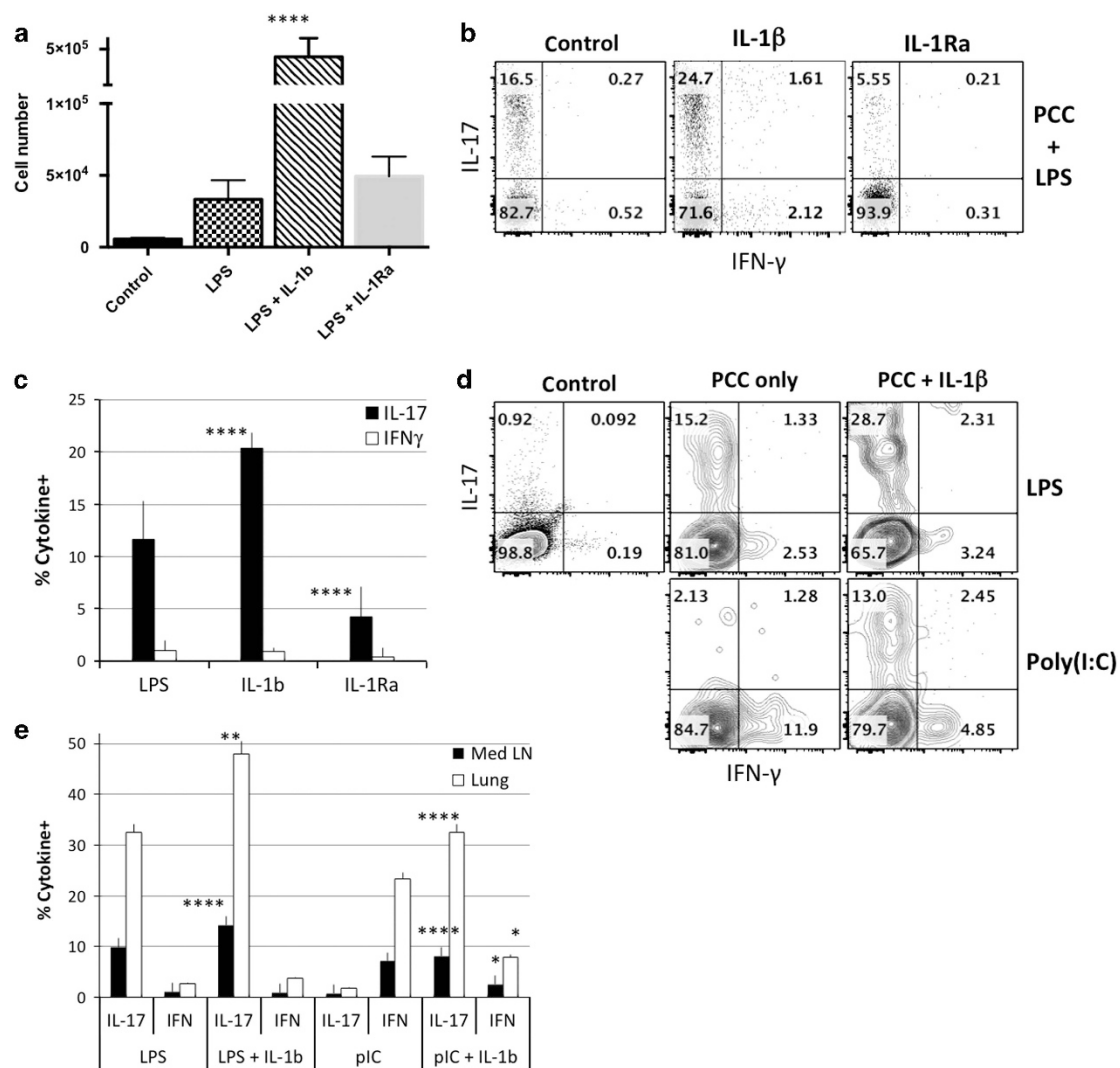 a
****
5×10⁵
1×10⁵
5×10⁴
0
Cell number
Control
LPS
LPS + IL-1b
LPS + IL-1Ra
b
Control
IL-1β
IL-1Ra
16.5
0.27
82.7
0.52
24.7
1.61
71.6
2.12
5.55
0.21
93.9
0.31
PCC
+
LPS
IL-17
IFN-γ
c
25
20
15
10
5
0
% Cytokine+
IL-17
IFNγ
****
****
LPS
IL-1b
IL-1Ra
d
Control
PCC only
PCC + IL-1β
0.92
0.092
98.8
0.19
15.2
1.33
81.0
2.53
28.7
2.31
65.7
3.24
LPS
2.13
1.28
84.7
11.9
13.0
2.45
79.7
4.85
Poly(I:C)
IL-17
IFN-γ
e
50
40
30
20
10
0
% Cytokine+
Med LN
Lung
**
****
****
****
*
*
IL-17 IFN IL-17 IFN IL-17 IFN IL-17 IFN
LPS LPS + IL-1b pIC pIC + IL-1b